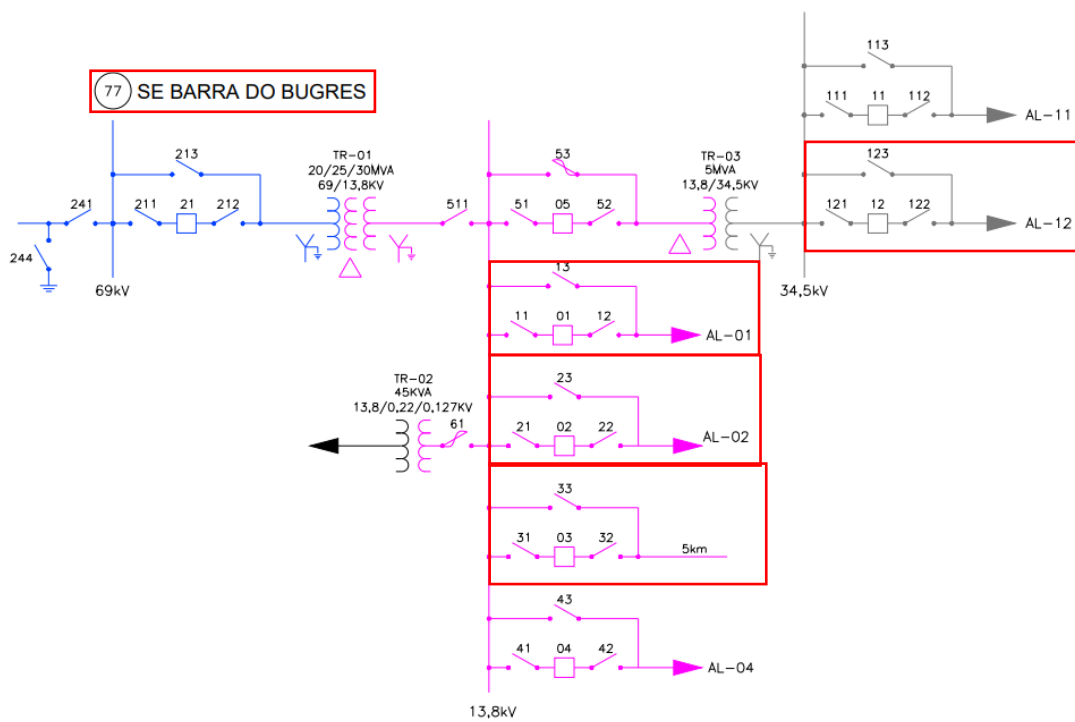 77 SE BARRA DO BUGRES
113
111 11 112
AL-11
213
TR-01
20/25/30MVA
69/13,8KV
53
TR-03
5MVA
13,8/34,5KV
123
241 211 21 212
511 51 05 52
121 12 122
AL-12
244
69kV
34,5kV
13
11 01 12
AL-01
TR-02
45KVA
13,8/0,22/0,127KV
61
23
21 02 22
AL-02
33
31 03 32
5km
43
41 04 42
AL-04
13,8kV